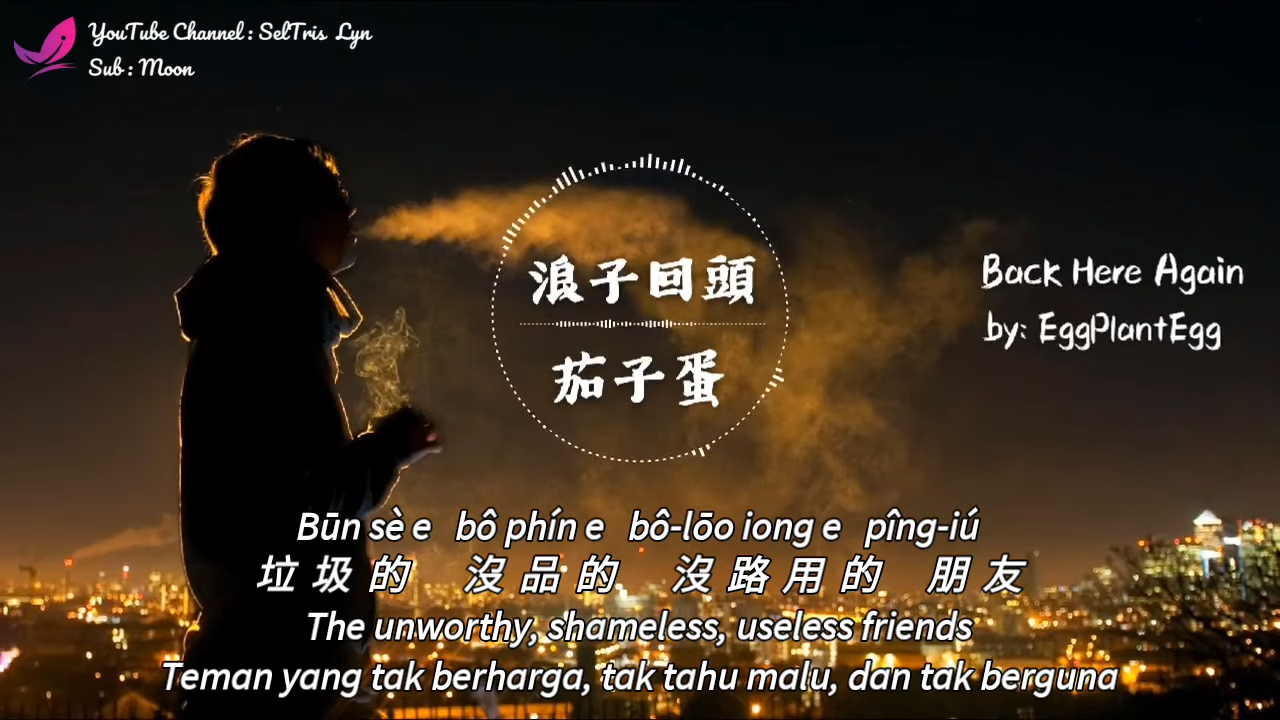 YouTube Channel : SelTris Lyn
Sub : Moon
浪子回頭
茄子蛋
Back Here Again
by: EggPlantEgg
Būn sè e bô phín e bô-lōo iong e pîng-iú
垃圾的 沒品的 沒路用的 朋友
The unworthy, shameless, useless friends
Teman yang tak berharga, tak tahu malu, dan tak berguna